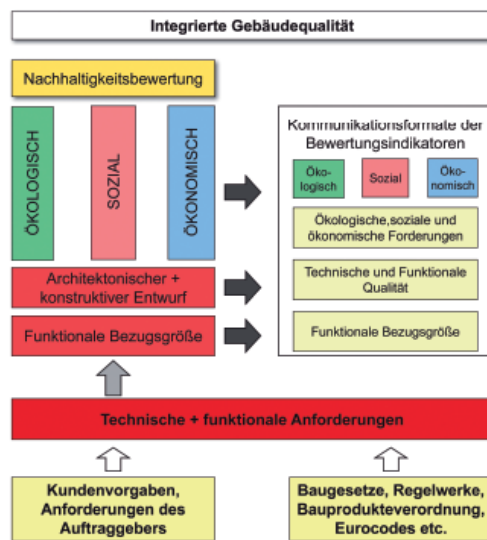 Integrierte Gebäudequalität
Nachhaltigkeitsbewertung
ÖKOLOGISCH
SOZIAL
ÖKONOMISCH
Architektonischer +
konstruktiver Entwurf
Funktionale Bezugsgröße
Kommunikationsformate der
Bewertungsindikatoren
Öko-
logisch
Sozial
Öko-
nomisch
Ökologische,soziale und
ökonomische Forderungen
Technische und Funktionale
Qualität
Funktionale Bezugsgröße
Technische + funktionale Anforderungen
Kundenvorgaben,
Anforderungen des
Auftraggebers
Baugesetze, Regelwerke,
Bauprodukteverordnung,
Eurocodes etc.